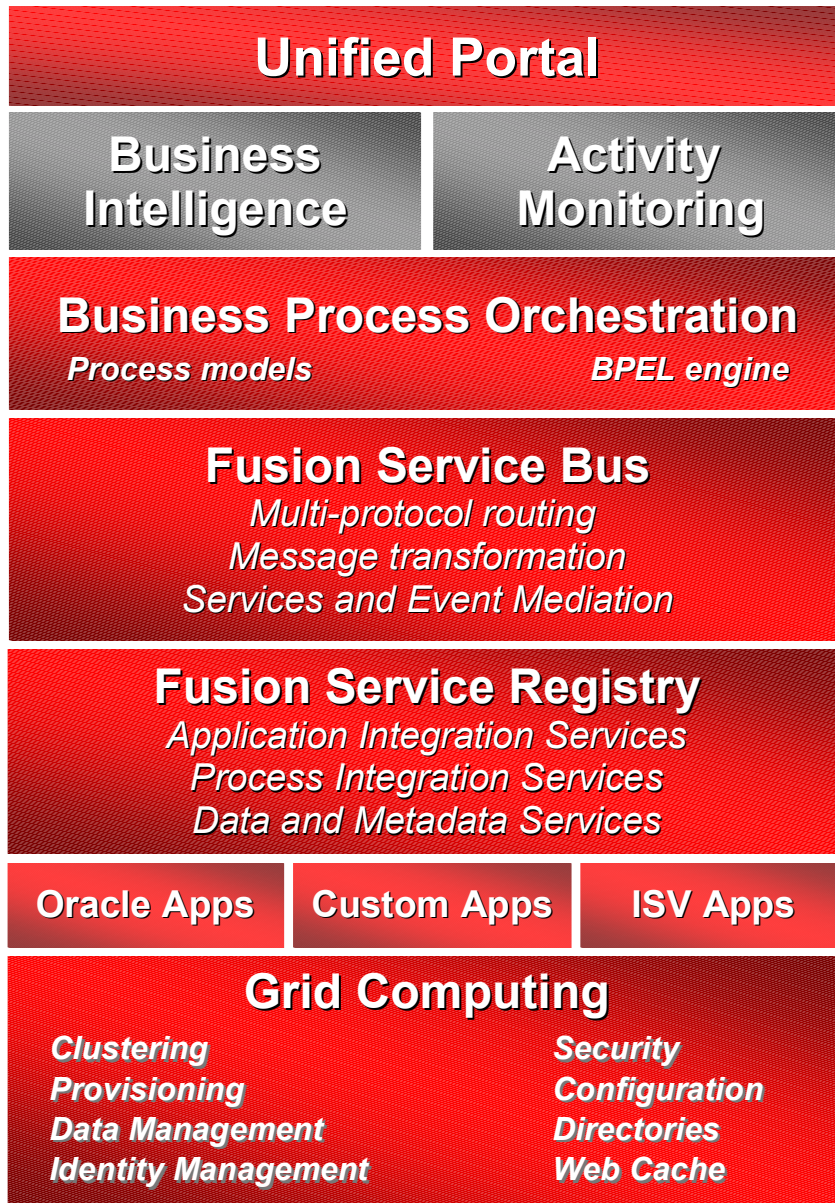 Unified Portal
Business
Intelligence
Activity
Monitoring
Business Process Orchestration
Process models
BPEL engine
Fusion Service Bus
Multi-protocol routing
Message transformation
Services and Event Mediation
Fusion Service Registry
Application Integration Services
Process Integration Services
Data and Metadata Services
Oracle Apps
Custom Apps
ISV Apps
Grid Computing
Clustering
Provisioning
Data Management
Identity Management
Security
Configuration
Directories
Web Cache